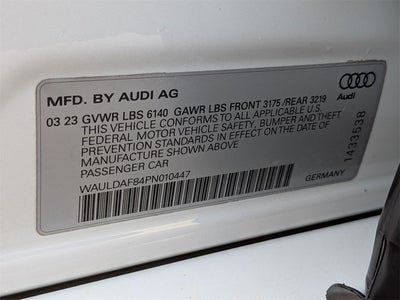 MFD. BY AUDI AG
03 23 GVWR LBS 6140 GAWR LBS FRONT 3175 /REAR 3219
THIS VEHICLE CONFORMS TO ALL APPLICABLE U.S.
FEDERAL MOTOR VEHICLE SAFETY, BUMPER AND THEFT
PREVENTION STANDARDS IN EFFECT ON THE DATE OF
MANUFACTURE SHOWN ABOVE.
PASSENGER CAR
WAULDAF84PN010447
GERMANY
Audi
1433538